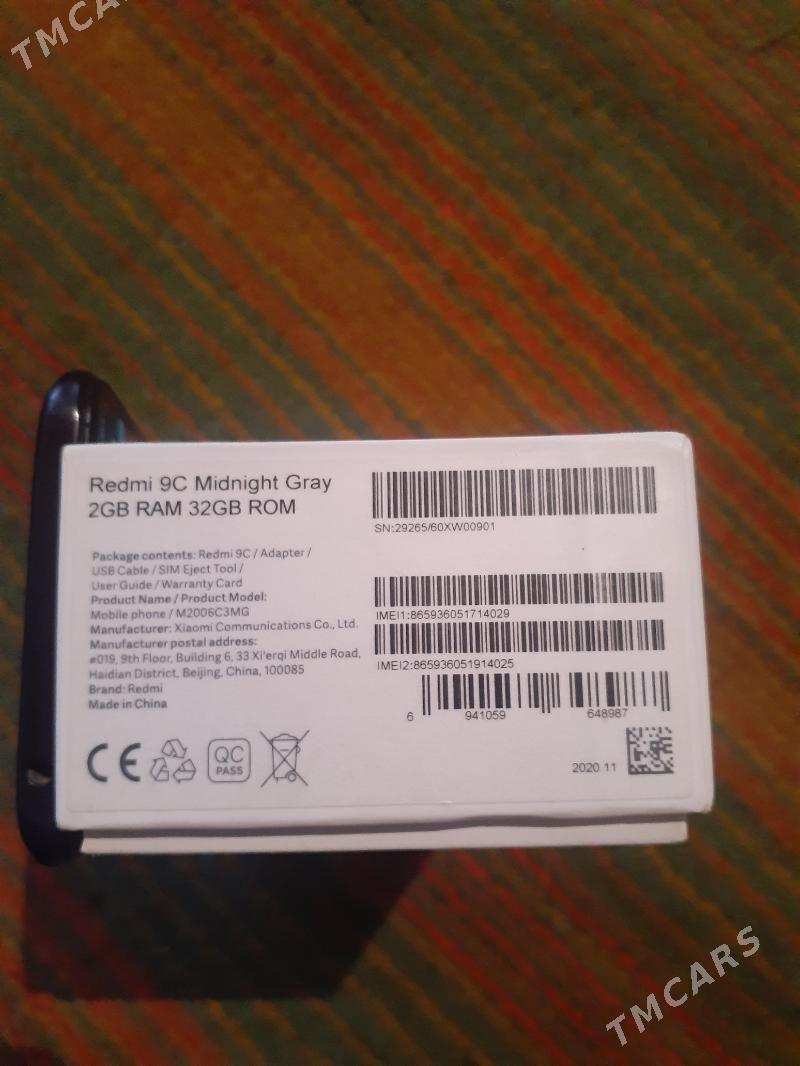 TMCARS
Redmi 9C Midnight Gray
2GB RAM 32GB ROM
Package contents: Redmi 9C / Adapter /
USB Cable / SIM Eject Tool /
User Guide / Warranty Card
Product Name / Product Model:
Mobile phone / M2006C3MG
Manufacturer: Xiaomi Communications Co., Ltd.
Manufacturer postal address:
#019, 9th Floor, Building 6, 33 Xi'erqi Middle Road,
Haidian District, Beijing, China, 100085
Brand: Redmi
Made in China
CE
QC
PASS
SN:29265/60XW00901
IMEI1:865936051714029
IMEI2:865936051914025
6 941059 648987
2020 11
TMCARS